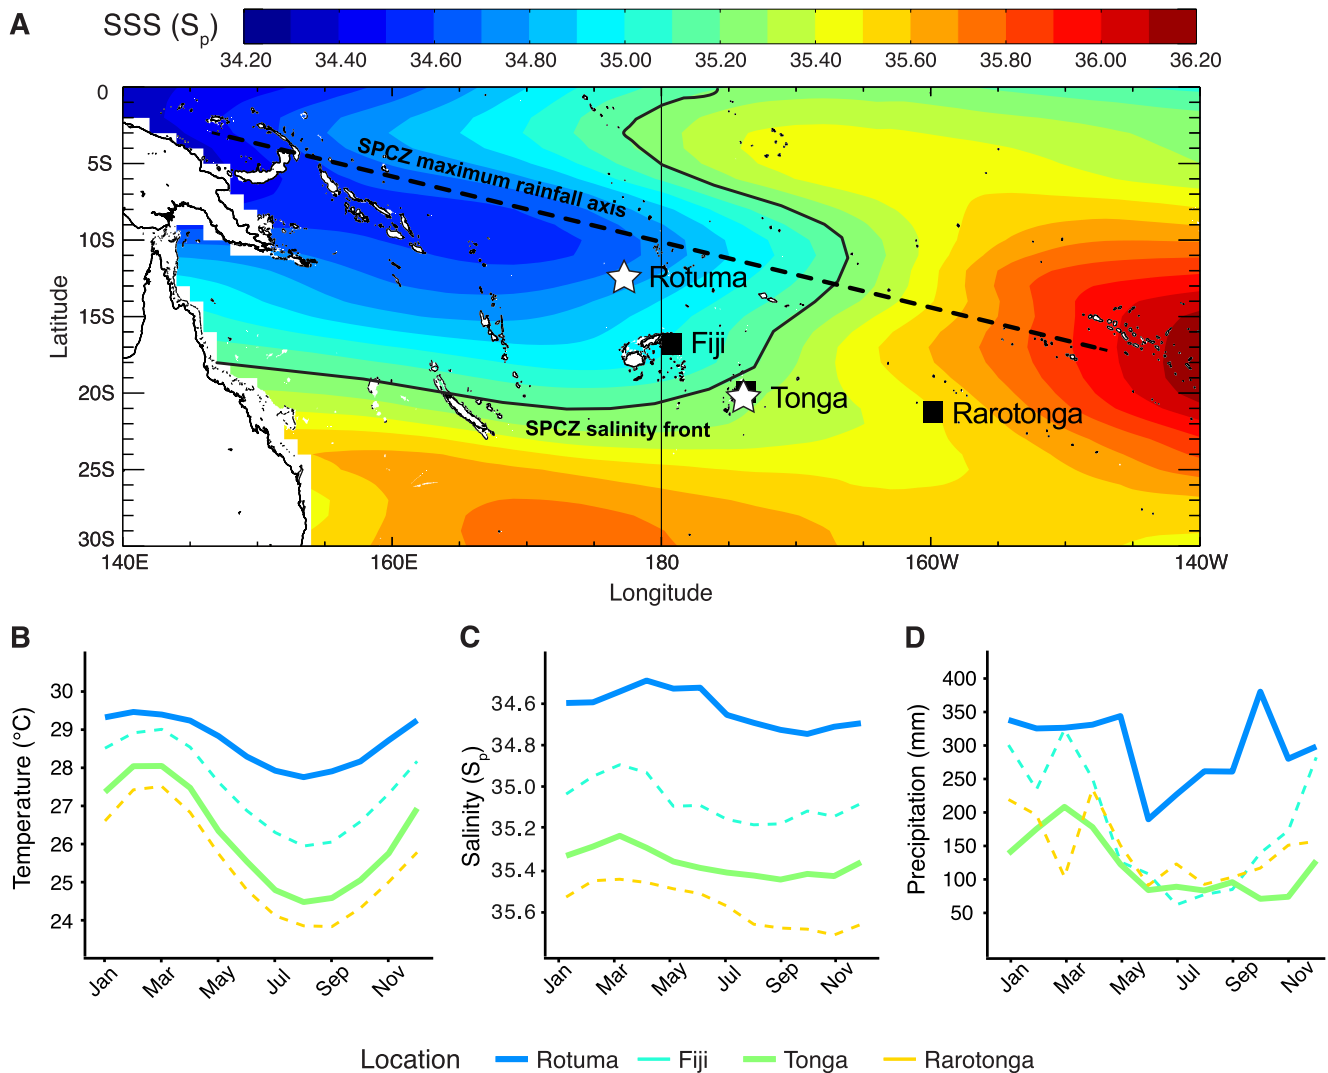 A
SSS (Sp)
34.20 34.40 34.60 34.80 35.00 35.20 35.40 35.60 35.80 36.00 36.20
0
5S
10S
15S
20S
25S
30S
Latitude
SPCZ maximum rainfall axis
Rotuma
Fiji
Tonga
Rarotonga
SPCZ salinity front
140E 160E 180 160W 140W
Longitude
B
Temperature (°C)
30
29
28
27
26
25
24
23
Jan Mar May Jul Sep Nov
C
Salinity (Sp)
34.6
34.8
35.0
35.2
35.4
35.6
Jan Mar May Jul Sep Nov
D
Precipitation (mm)
400
350
300
250
200
150
100
50
Jan Mar May Jul Sep Nov
Location Rotuma Fiji Tonga Rarotonga